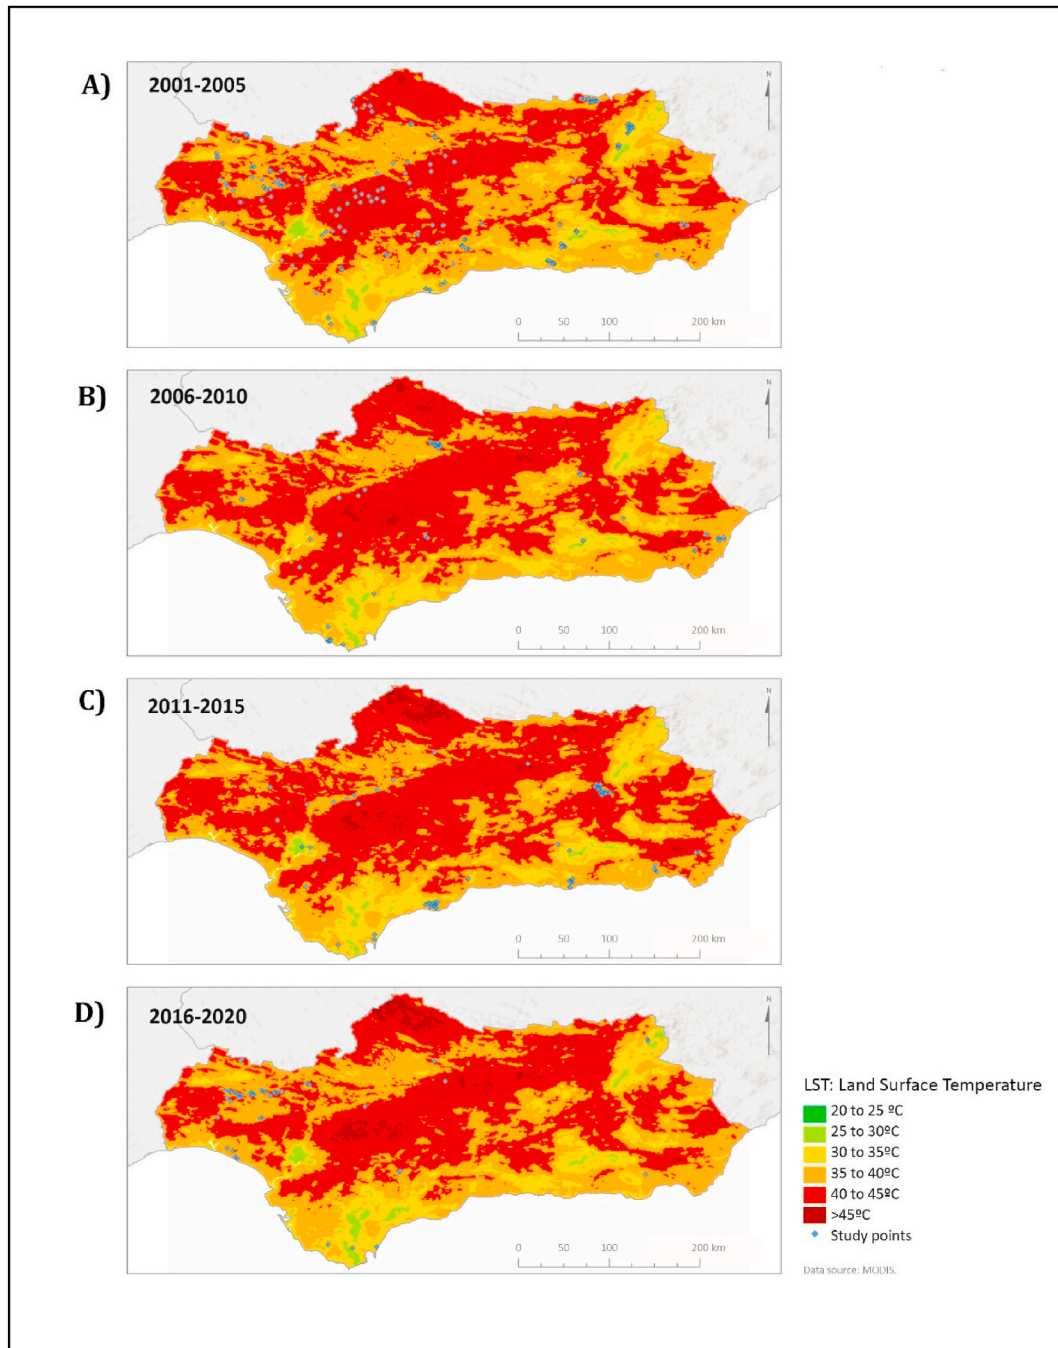 A)
2001-2005
N
0 50 100 200 km
B)
2006-2010
N
0 50 100 200 km
C)
2011-2015
N
0 50 100 200 km
D)
2016-2020
N
0 50 100 200 km
LST: Land Surface Temperature
20 to 25 ºC
25 to 30ºC
30 to 35ºC
35 to 40ºC
40 to 45ºC
>45ºC
Study points
Data source: MODIS.